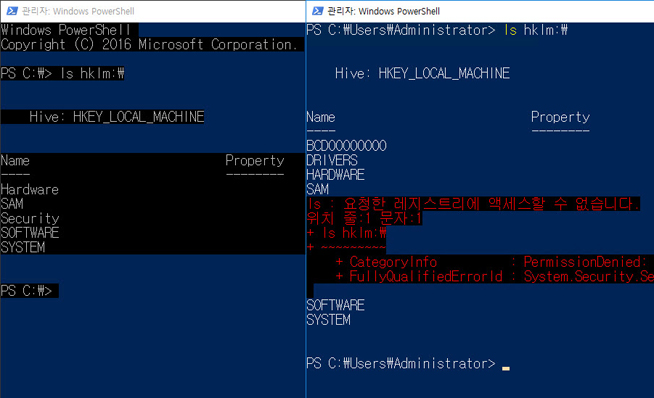 관리자: Windows PowerShell
Windows PowerShell
Copyright (C) 2016 Microsoft Corporation.
PS C:₩> ls hklm:₩
Hive: HKEY_LOCAL_MACHINE
Name Property
---- --------
Hardware
SAM
Security
SOFTWARE
SYSTEM
PS C:₩>
관리자: Windows PowerShell
PS C:₩Users₩Administrator> ls hklm:₩
Hive: HKEY_LOCAL_MACHINE
Name Property
---- --------
BCD00000000
DRIVERS
HARDWARE
SAM
ls : 요청한 레지스트리에 액세스할 수 없습니다.
위치 줄:1 문자:1
+ ls hklm:₩
+ ~~~~~~~~~
+ CategoryInfo : PermissionDenied:
+ FullyQualifiedErrorId : System.Security.Se
SOFTWARE
SYSTEM
PS C:₩Users₩Administrator> _